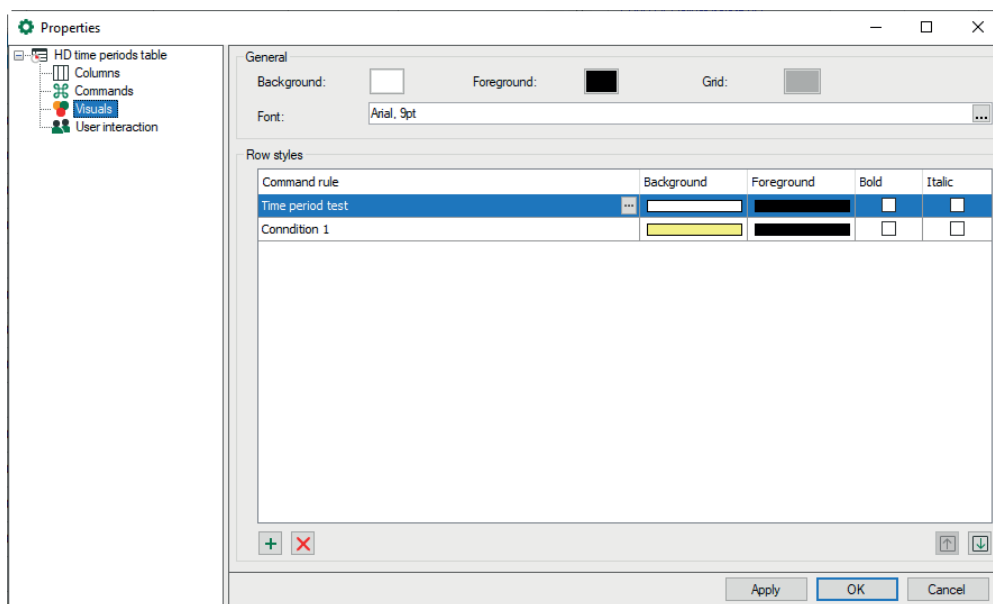 Properties
HD time periods table
Columns
Commands
Visuals
User interaction
General
Background: Foreground: Grid:
Font: Arial, 9pt ...
Row styles
Command rule Background Foreground Bold Italic
Time period test ...
Conndition 1
Apply OK Cancel